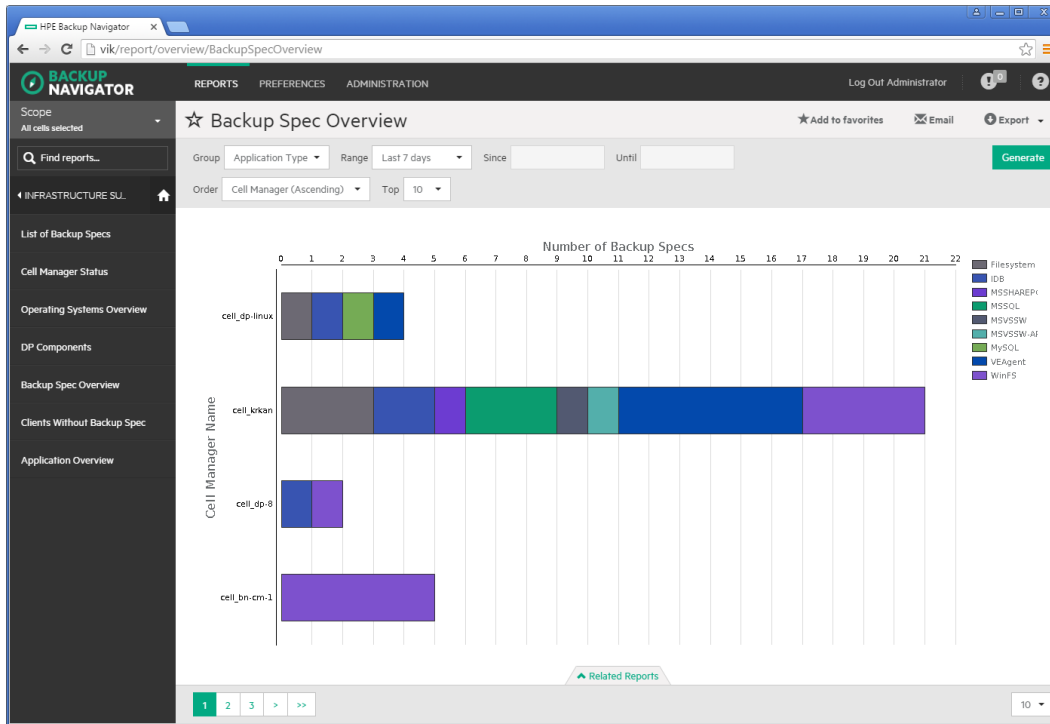 HPE Backup Navigator
vik/report/overview/BackupSpecOverview
BACKUP
NAVIGATOR
REPORTS PREFERENCES ADMINISTRATION
Log Out Administrator 0 ?
Scope
All cells selected
Backup Spec Overview
Add to favorites Email Export
Find reports...
Group Application Type Range Last 7 days Since Until Generate
INFRASTRUCTURE SU..
Order Cell Manager (Ascending) Top 10
List of Backup Specs
Cell Manager Status
Operating Systems Overview
DP Components
Backup Spec Overview
Clients Without Backup Spec
Application Overview
Number of Backup Specs
0 1 2 3 4 5 6 7 8 9 10 11 12 13 14 15 16 17 18 19 20 21 22
Cell Manager Name
cell_dp-linux
cell_krkan
cell_dp-8
cell_bn-cm-1
Filesystem
IDB
MSSHAREP
MSSQL
MSVSSW
MSVSSW-AF
MySQL
VEAgent
WinFS
Related Reports
1 2 3 > >>
10